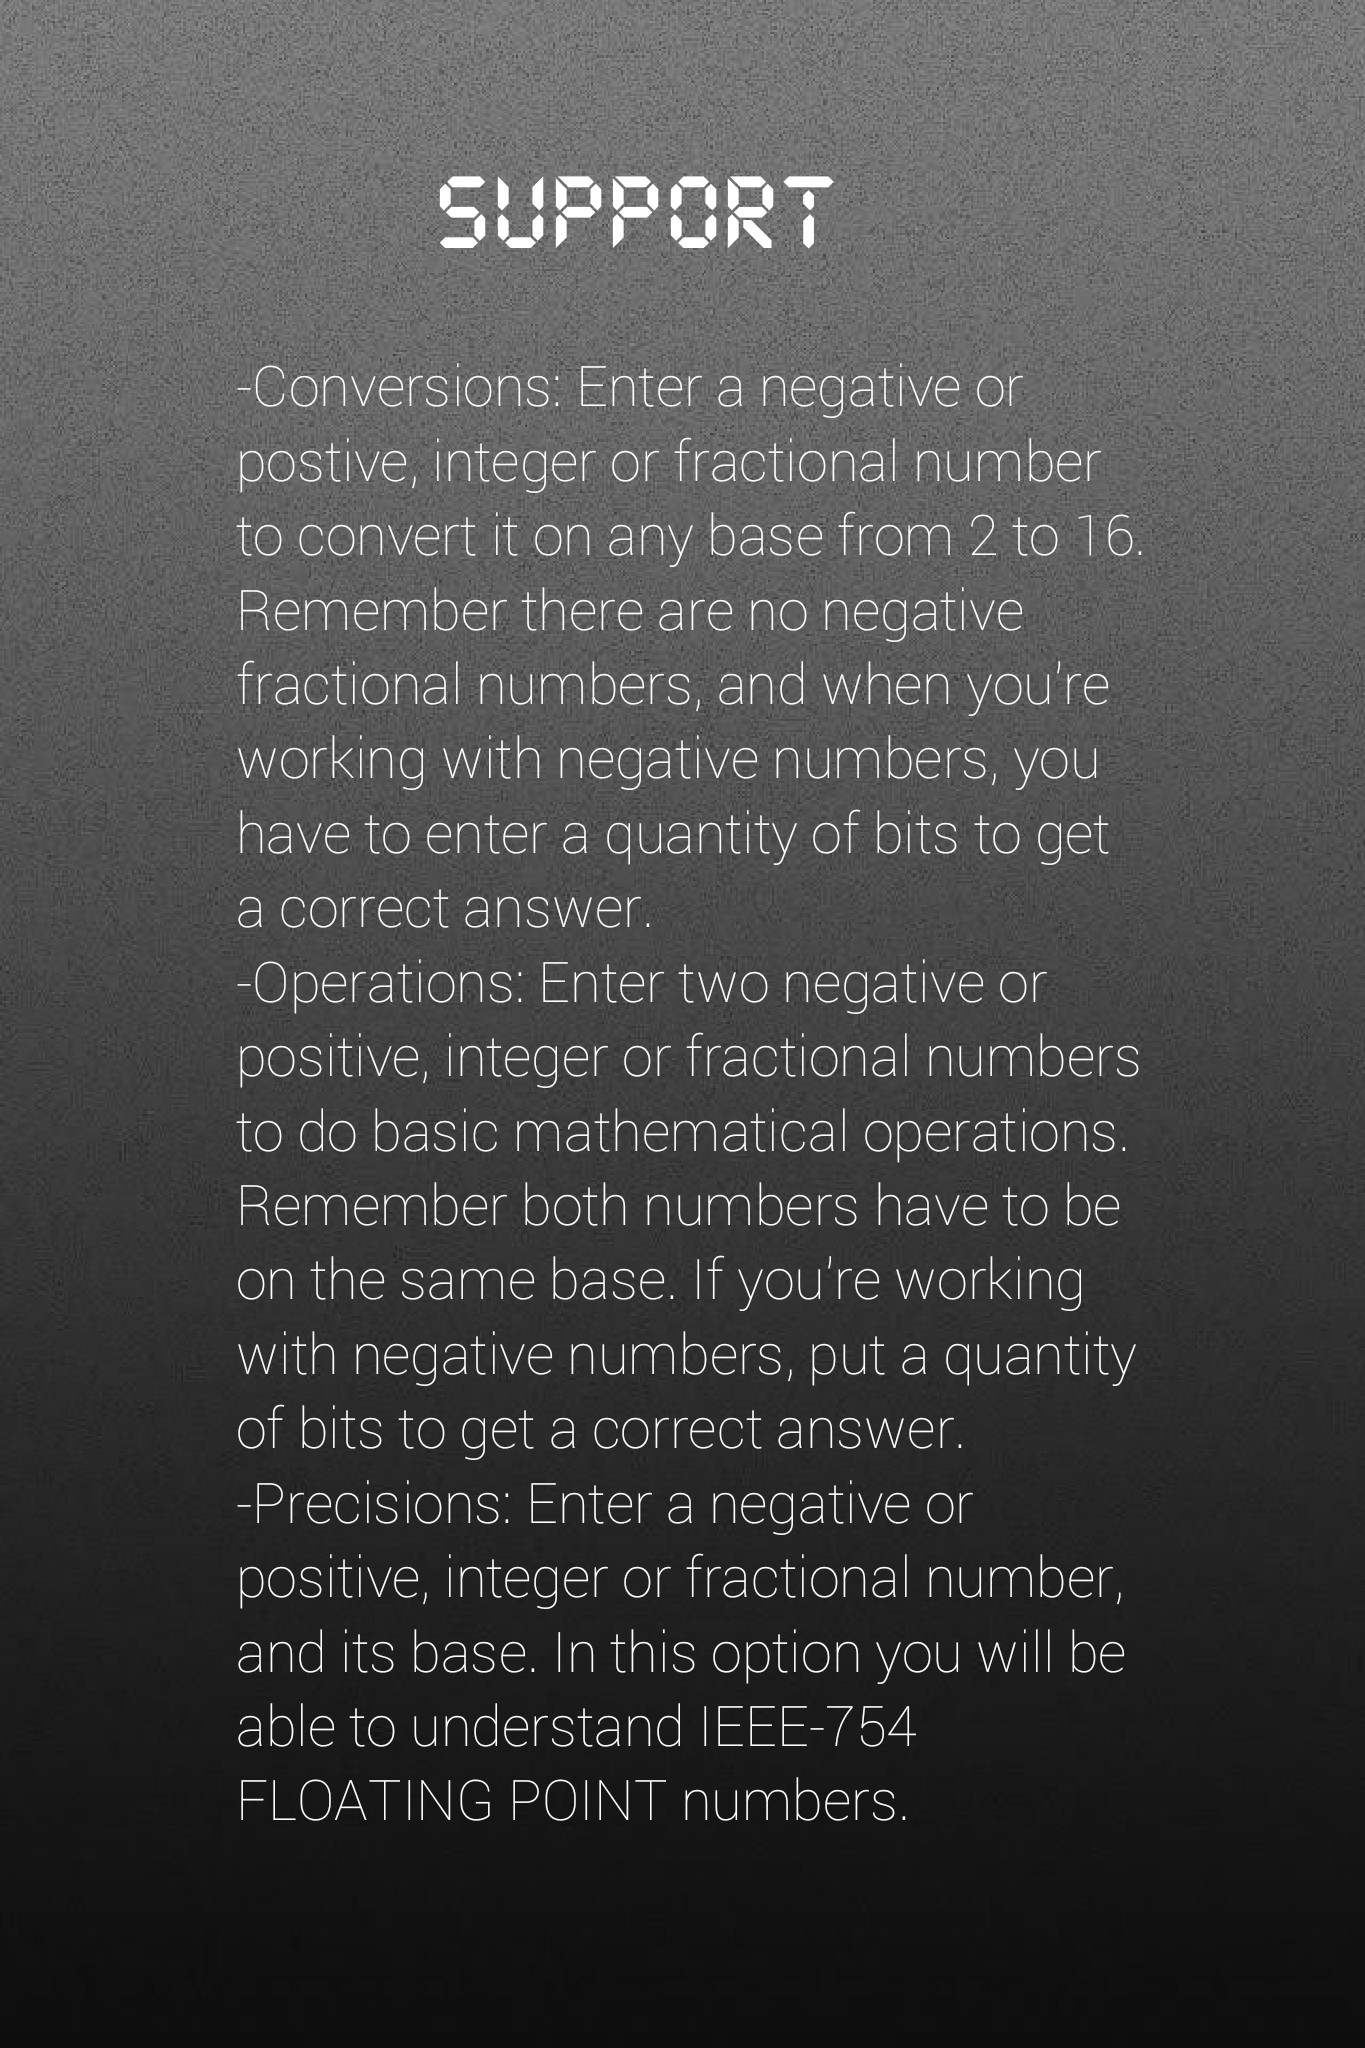 SUPPORT
-Conversions: Enter a negative or
postive, integer or fractional number
to convert it on any base from 2 to 16.
Remember there are no negative
fractional numbers, and when you're
working with negative numbers, you
have to enter a quantity of bits to get
a correct answer.
-Operations: Enter two negative or
positive, integer or fractional numbers
to do basic mathematical operations.
Remember both numbers have to be
on the same base. If you're working
with negative numbers, put a quantity
of bits to get a correct answer.
-Precisions: Enter a negative or
positive, integer or fractional number,
and its base. In this option you will be
able to understand IEEE-754
FLOATING POINT numbers.